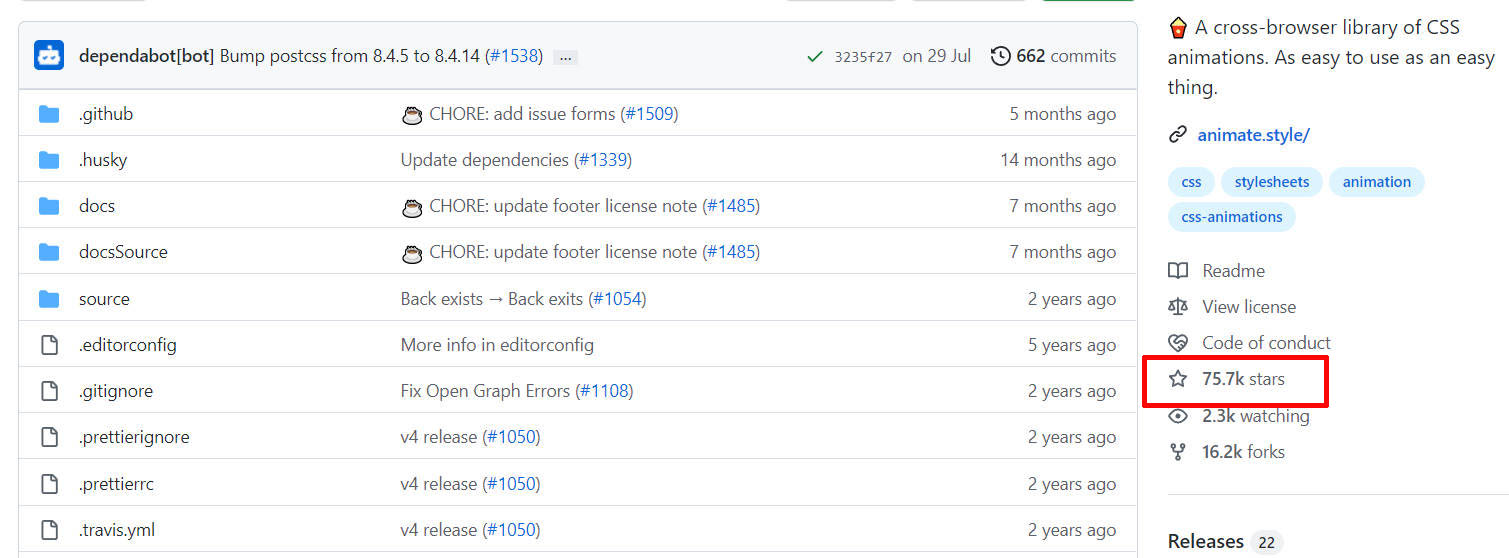 dependabot[bot] Bump postcss from 8.4.5 to 8.4.14 (#1538) ... 3235f27 on 29 Jul 662 commits
.github CHORE: add issue forms (#1509) 5 months ago
.husky Update dependencies (#1339) 14 months ago
docs CHORE: update footer license note (#1485) 7 months ago
docsSource CHORE: update footer license note (#1485) 7 months ago
source Back exists → Back exits (#1054) 2 years ago
.editorconfig More info in editorconfig 5 years ago
.gitignore Fix Open Graph Errors (#1108) 2 years ago
.prettierignore v4 release (#1050) 2 years ago
.prettierrc v4 release (#1050) 2 years ago
.travis.yml v4 release (#1050) 2 years ago
🍿 A cross-browser library of CSS
animations. As easy to use as an easy
thing.
animate.style/
css stylesheets animation
css-animations
Readme
View license
Code of conduct
75.7k stars
2.3k watching
16.2k forks
Releases 22